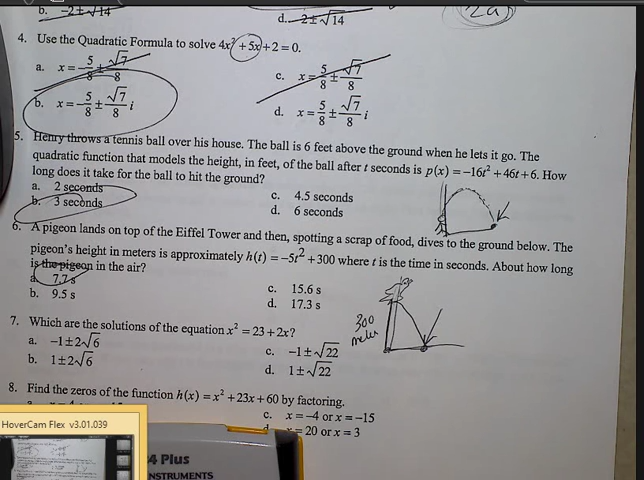 b. -2±√14
d. 2±√14
2a
4. Use the Quadratic Formula to solve 4x² + 5x + 2 = 0.
a. x = -5/8 ± √7/8
c. x = 5/8 ± √7/8
b. x = -5/8 ± √7/8 i
d. x = 5/8 ± √7/8 i
5. Henry throws a tennis ball over his house. The ball is 6 feet above the ground when he lets it go. The
quadratic function that models the height, in feet, of the ball after t seconds is p(x) = -16t² + 46t + 6. How
long does it take for the ball to hit the ground?
a. 2 seconds
c. 4.5 seconds
b. 3 seconds
d. 6 seconds
6. A pigeon lands on top of the Eiffel Tower and then, spotting a scrap of food, dives to the ground below. The
pigeon's height in meters is approximately h(t) = -5t² + 300 where t is the time in seconds. About how long
is the pigeon in the air?
a. 7.7 s
c. 15.6 s
b. 9.5 s
d. 17.3 s
300
meter
7. Which are the solutions of the equation x² = 23 + 2x?
a. -1±2√6
c. -1±√22
b. 1±2√6
d. 1±√22
8. Find the zeros of the function h(x) = x² + 23x + 60 by factoring.
c. x = -4 or x = -15
d. x = 20 or x = 3
HoverCam Flex v3.01.039
4 Plus
INSTRUMENTS